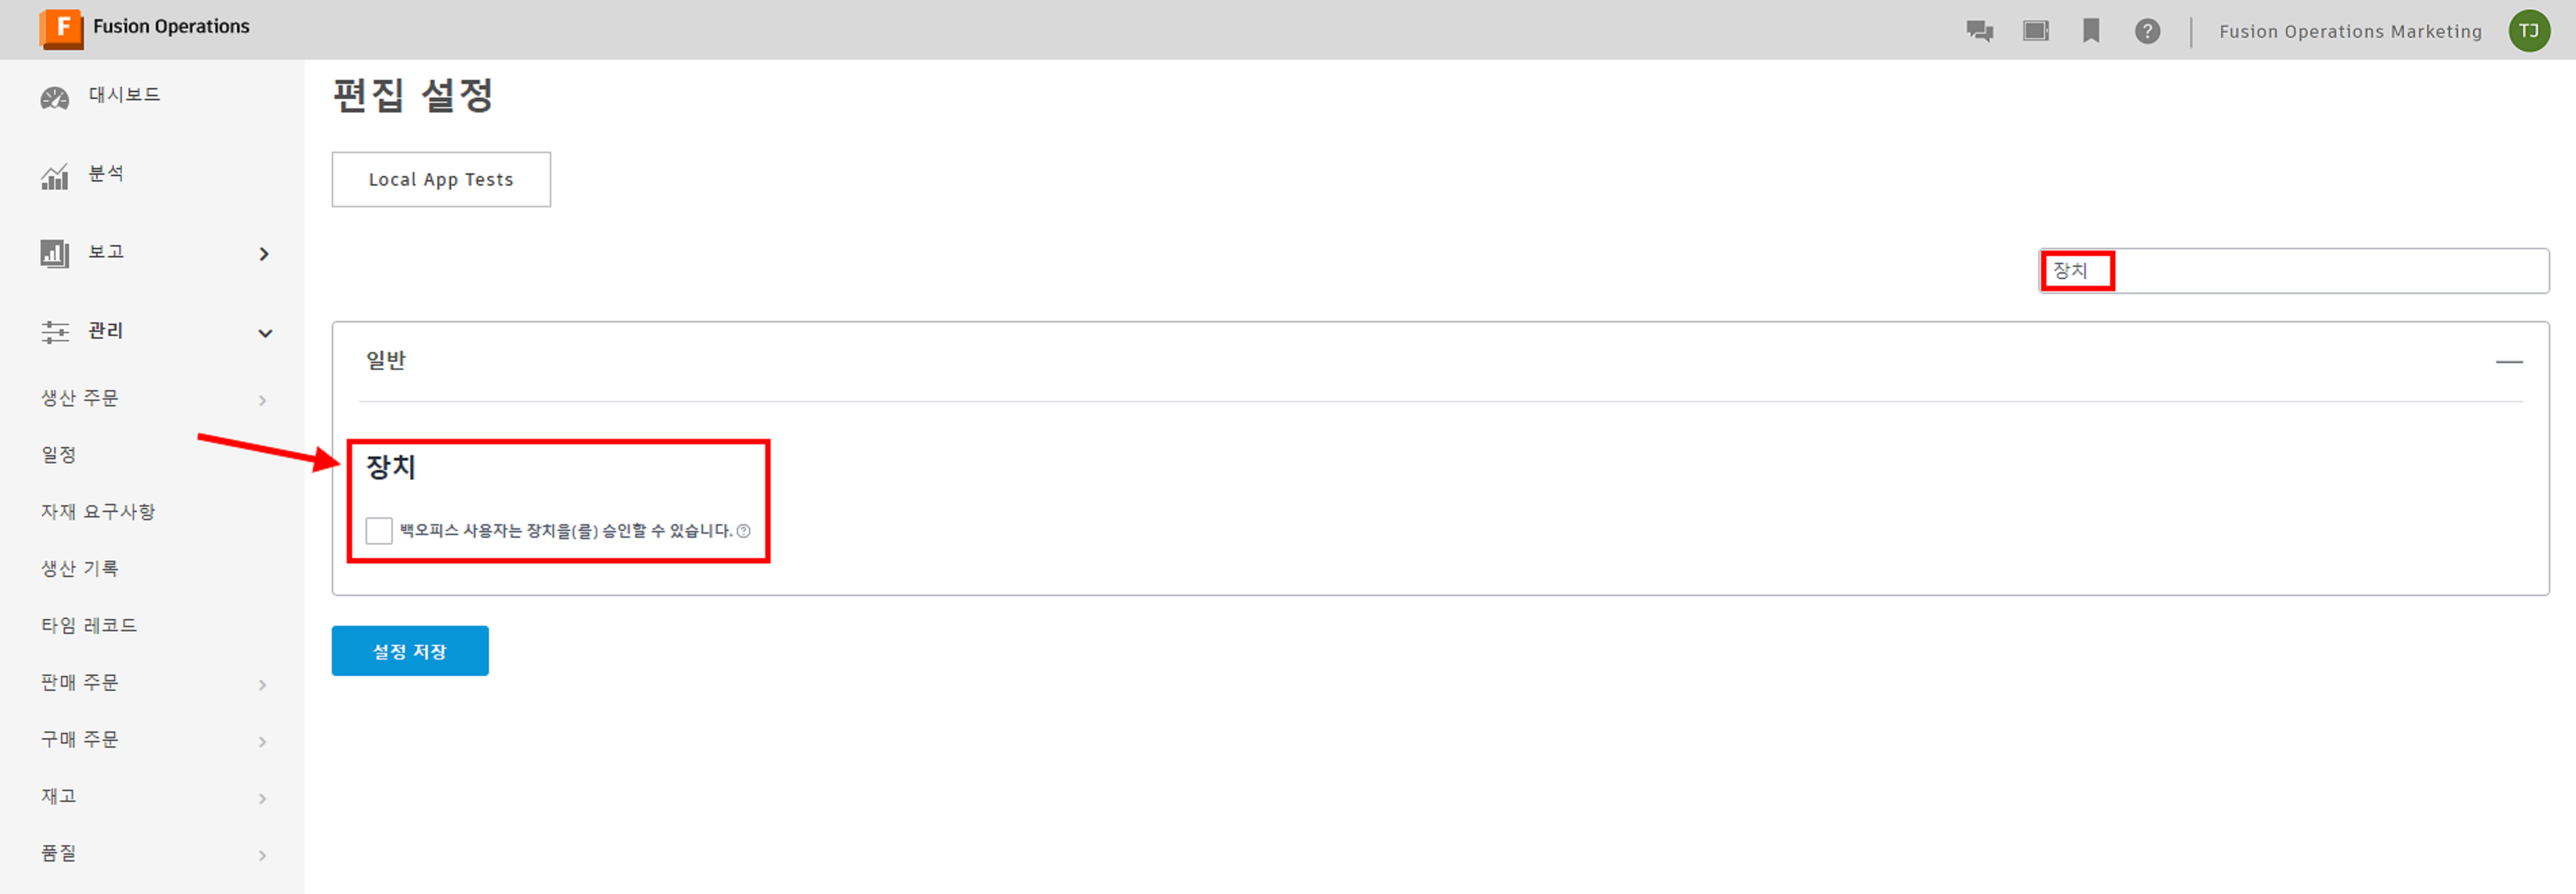 F Fusion Operations
? Fusion Operations Marketing TJ
대시보드
분석
보고
관리
생산 주문
일정
자재 요구사항
생산 기록
타임 레코드
판매 주문
구매 주문
재고
품질
편집 설정
Local App Tests
장치
일반
장치
백오피스 사용자는 장치을(를) 승인할 수 있습니다. ?
설정 저장